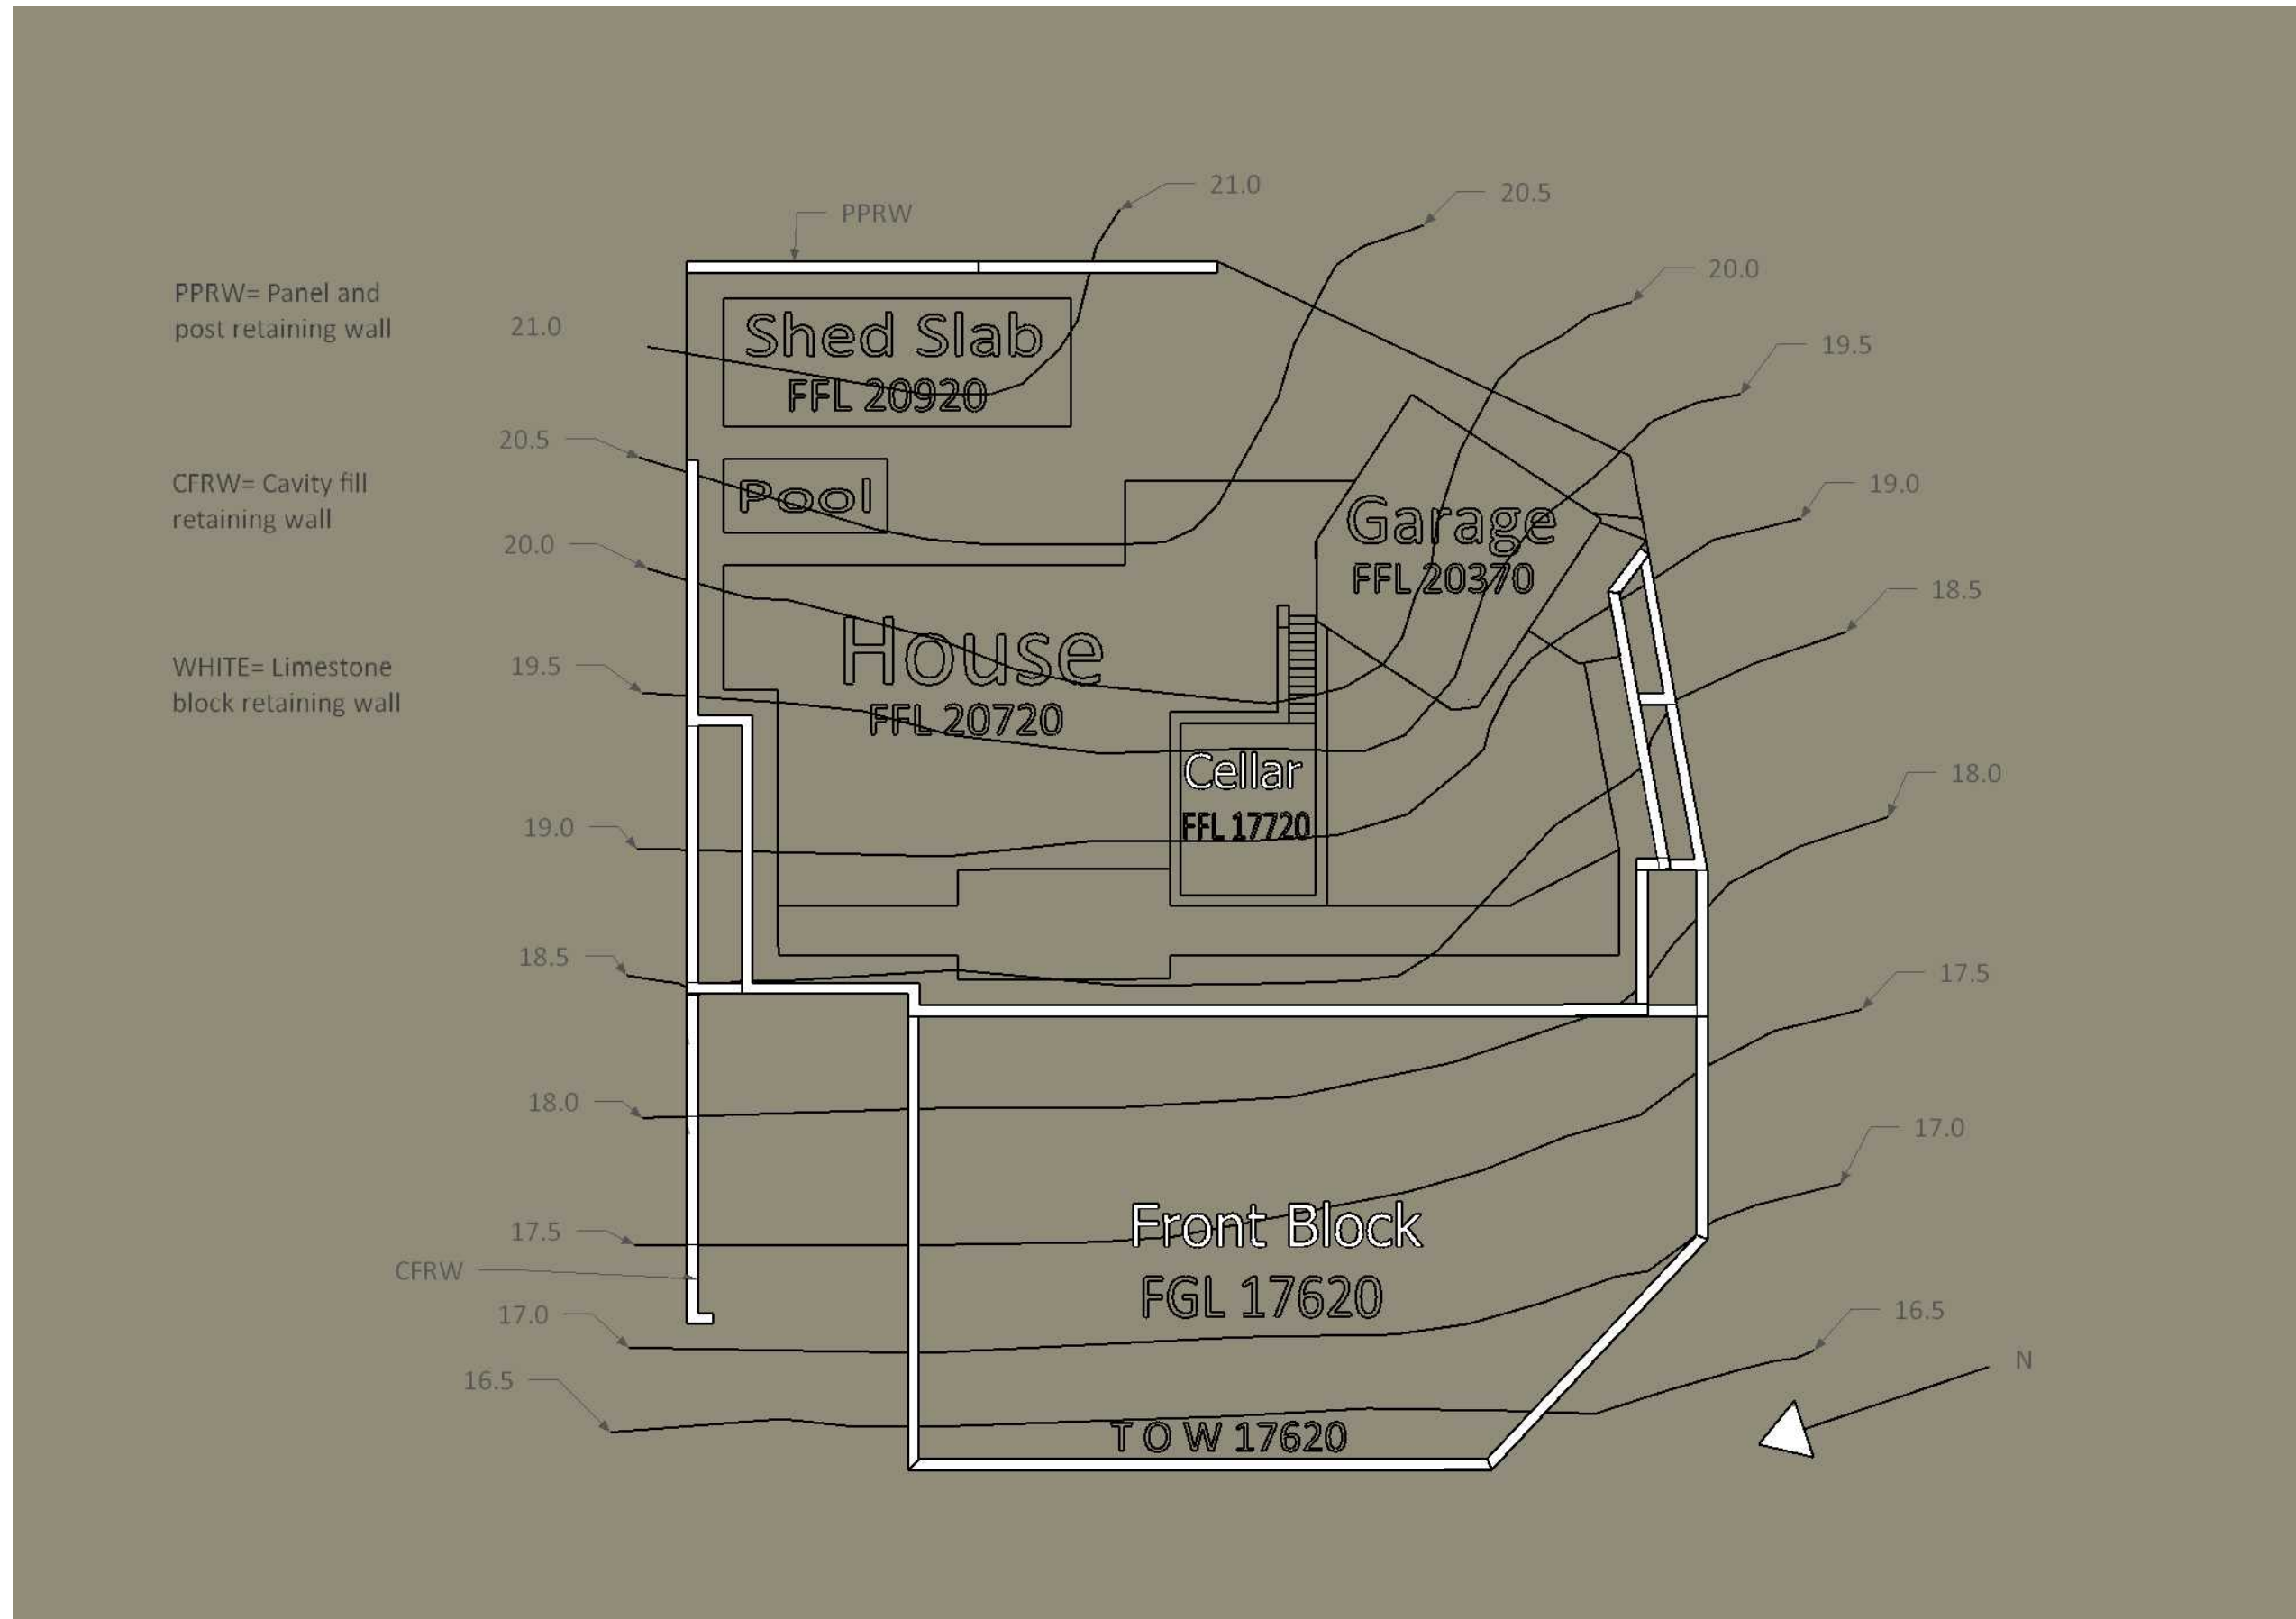 21.0
20.5
PPRW
20.0
PPRW= Panel and
post retaining wall
21.0
Shed Slab
FFL 20920
19.5
20.5
CFRW= Cavity fill
retaining wall
Pool
19.0
Garage
FFL 20370
20.0
18.5
WHITE= Limestone
block retaining wall
19.5
House
FFL 20720
Cellar
FFL 17720
18.0
19.0
18.5
17.5
18.0
17.0
17.5
Front Block
FGL 17620
CFRW
17.0
16.5
N
16.5
T O W 17620